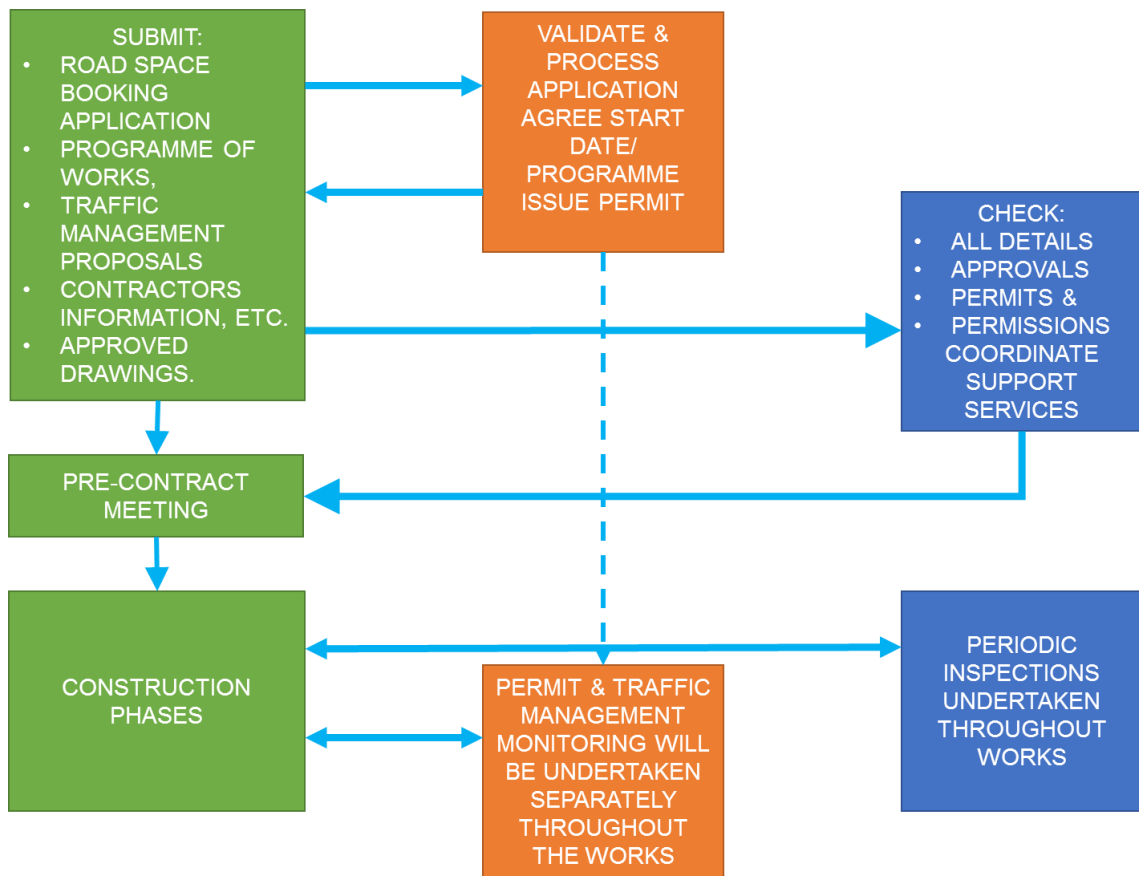 SUBMIT:
• ROAD SPACE
BOOKING
APPLICATION
• PROGRAMME OF
WORKS,
• TRAFFIC
MANAGEMENT
PROPOSALS
• CONTRACTORS
INFORMATION, ETC.
• APPROVED
DRAWINGS.
VALIDATE &
PROCESS
APPLICATION
AGREE START
DATE/
PROGRAMME
ISSUE PERMIT
CHECK:
• ALL DETAILS
• APPROVALS
• PERMITS &
• PERMISSIONS
COORDINATE
SUPPORT
SERVICES
PRE-CONTRACT
MEETING
CONSTRUCTION
PHASES
PERMIT & TRAFFIC
MANAGEMENT
MONITORING WILL
BE UNDERTAKEN
SEPARATELY
THROUGHOUT
THE WORKS
PERIODIC
INSPECTIONS
UNDERTAKEN
THROUGHOUT
WORKS